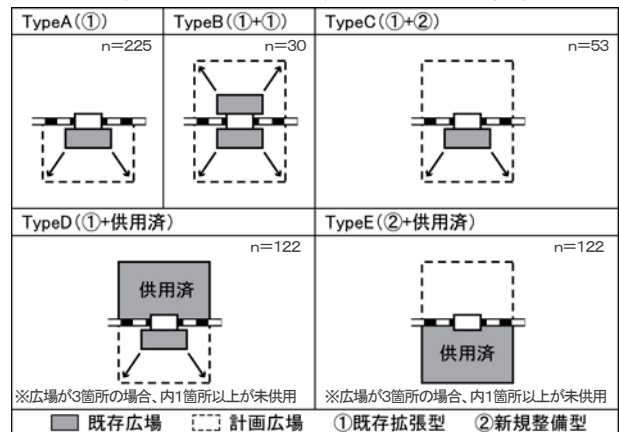 TypeA(①)
TypeB(①+①)
TypeC(①+②)
n=225
n=30
n=53
TypeD(①+供用済)
TypeE(②+供用済)
n=122
n=122
供用済
供用済
※広場が3箇所の場合、内1箇所以上が未供用
※広場が3箇所の場合、内1箇所以上が未供用
既存広場 計画広場 ①既存拡張型 ②新規整備型